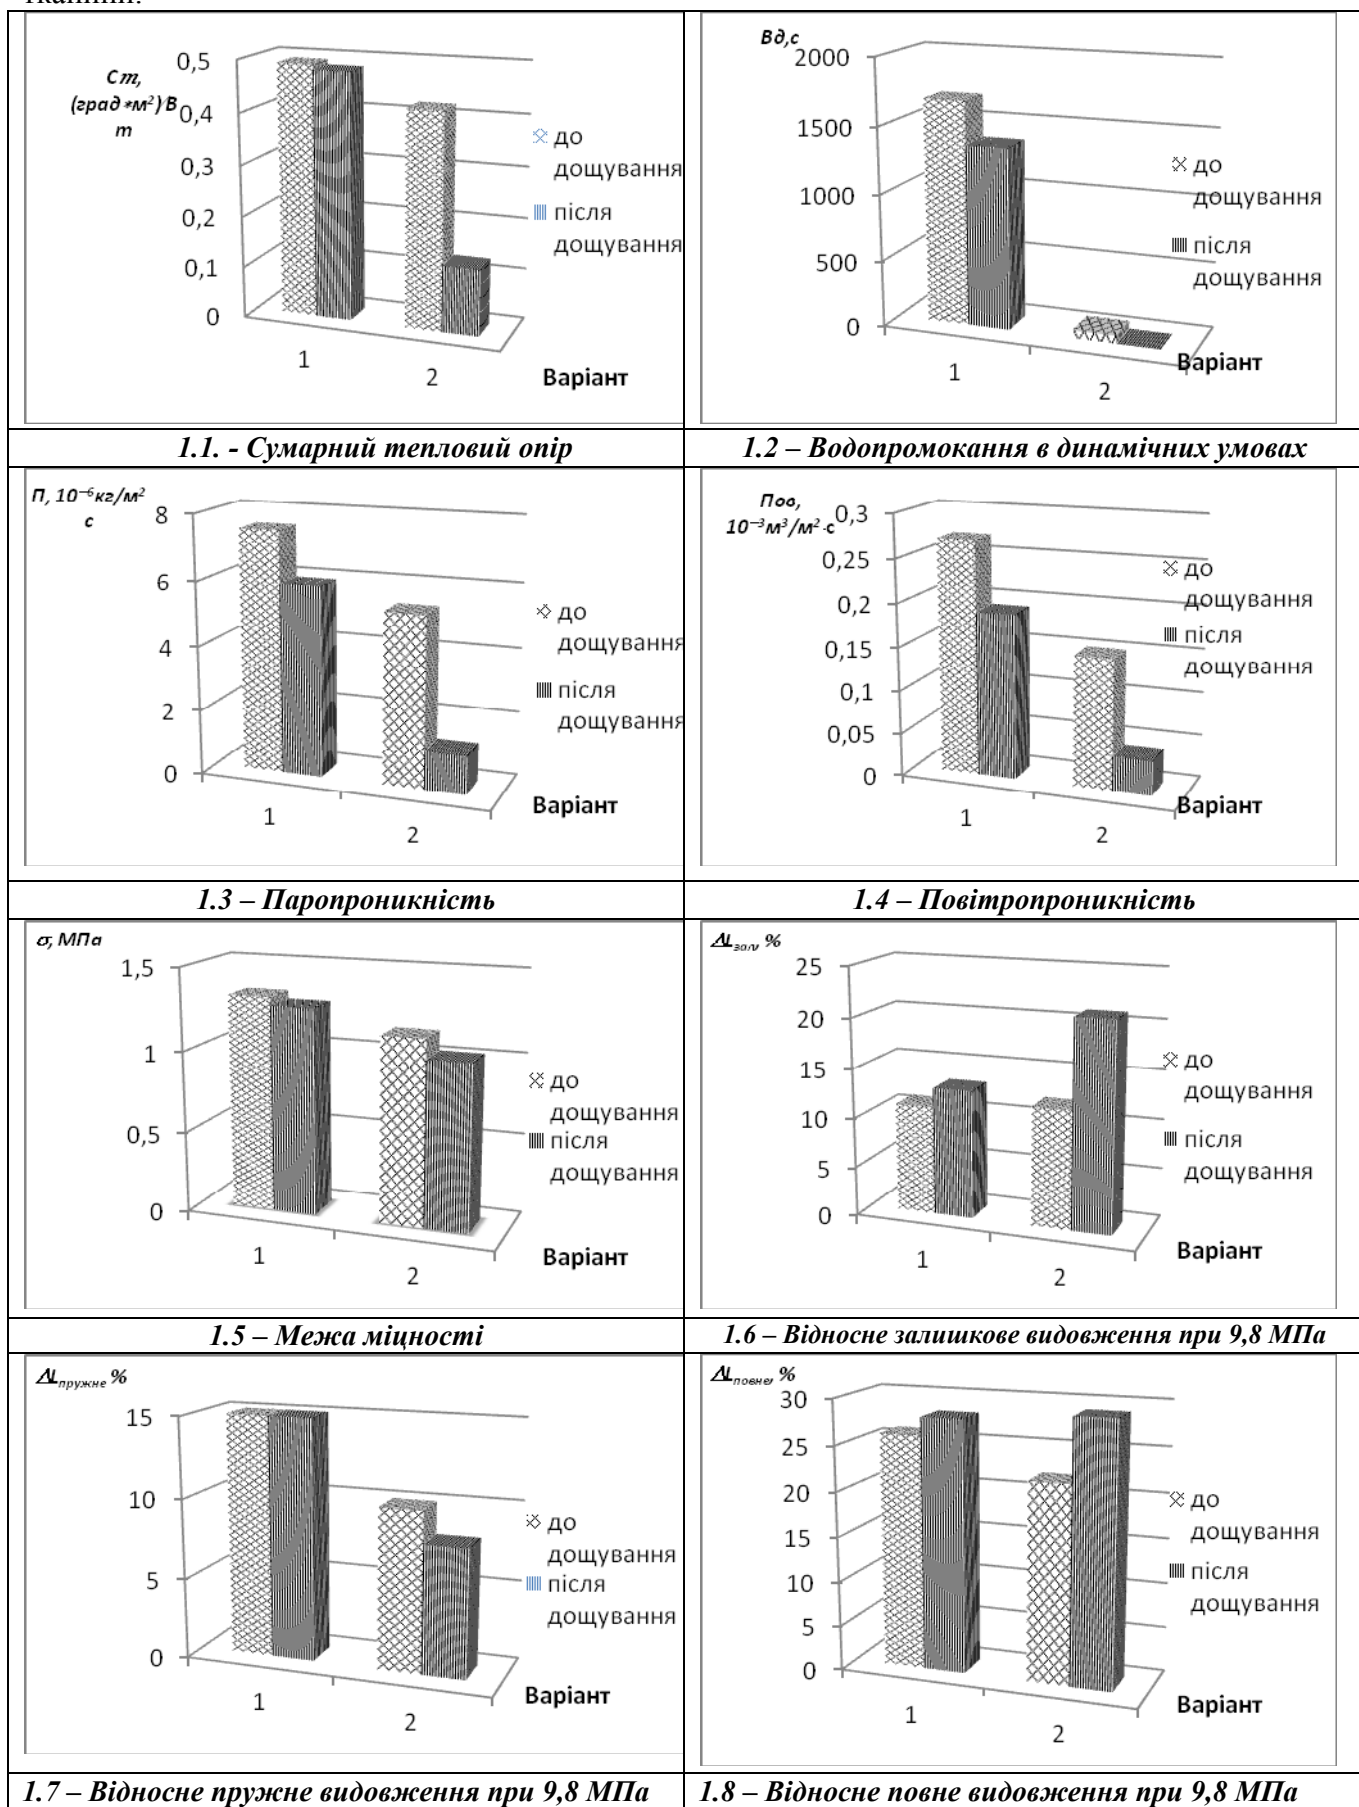 Ст,
(град*м²)/В
т
0,5
0,4
0,3
0,2
0,1
0
1
2
Варіант
до
дощування
після
дощування
1.1. - Сумарний тепловий опір
Вд,с
2000
1500
1000
500
0
1
2
Варіант
до
дощування
після
дощування
1.2 – Водопромокання в динамічних умовах
П, 10⁻⁶кг/м²
с
8
6
4
2
0
1
2
Варіант
до
дощування
після
дощування
1.3 – Паропроникність
Пов,
10⁻³м³/м²·с
0,3
0,25
0,2
0,15
0,1
0,05
0
1
2
Варіант
до
дощування
після
дощування
1.4 – Повітропроникність
σ, МПа
1,5
1
0,5
0
1
2
Варіант
до
дощування
після
дощування
1.5 – Межа міцності
ΔLзал, %
25
20
15
10
5
0
1
2
Варіант
до
дощування
після
дощування
1.6 – Відносне залишкове видовження при 9,8 МПа
ΔLпружне %
15
10
5
0
1
2
Варіант
до
дощування
після
дощування
1.7 – Відносне пружне видовження при 9,8 МПа
ΔLповне, %
30
25
20
15
10
5
0
1
2
Варіант
до
дощування
після
дощування
1.8 – Відносне повне видовження при 9,8 МПа